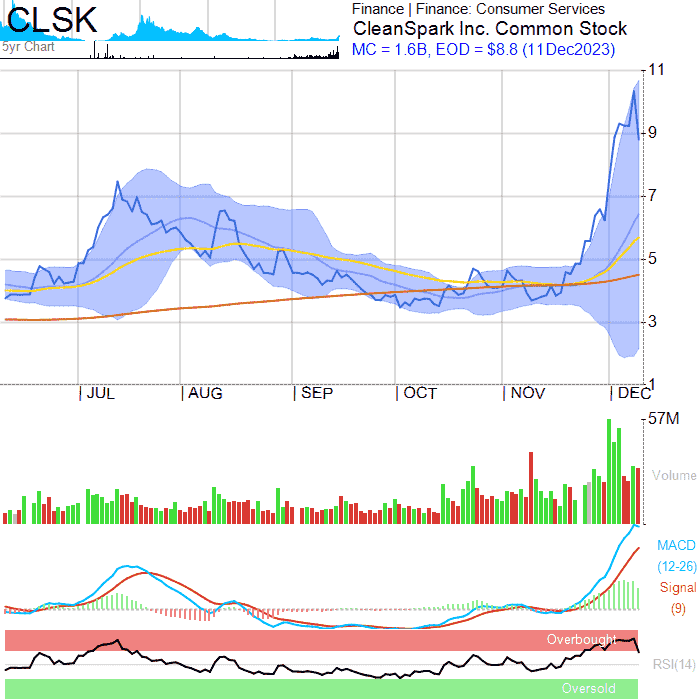 CLSK
5yr Chart
Finance | Finance: Consumer Services
CleanSpark Inc. Common Stock
MC = 1.6B, EOD = $8.8 (11Dec2023)
11
9
7
5
3
1
JUL AUG SEP OCT NOV DEC
57M
Volume
MACD
(12-26)
Signal
(9)
Overbought
RSI(14)
Oversold